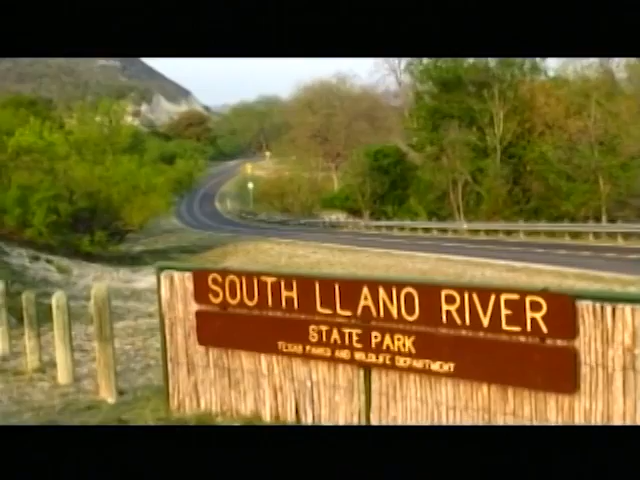 SOUTH LLANO RIVER
STATE PARK
TEXAS PARKS AND WILDLIFE DEPARTMENT